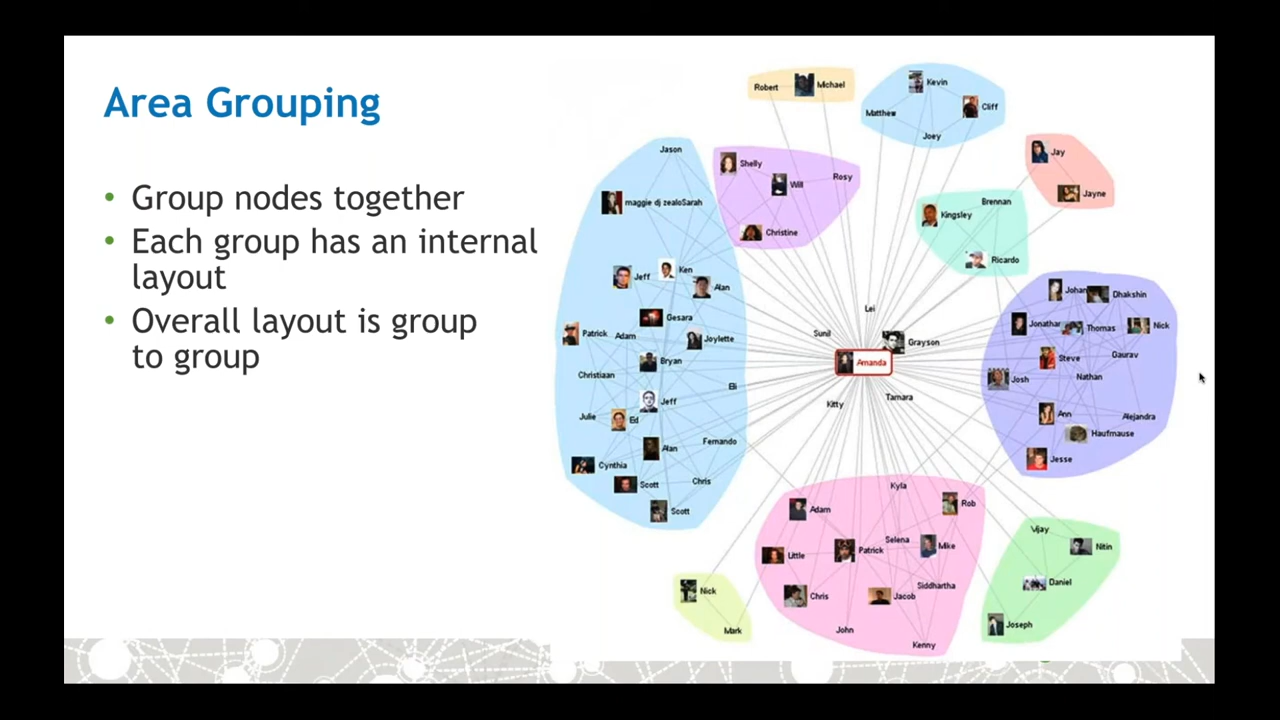 Area Grouping
• Group nodes together
• Each group has an internal
layout
• Overall layout is group
to group
Robert
Michael
Kevin
Cliff
Matthew
Joey
Jay
Jayne
Jason
maggie dj zealoSarah
Jeff
Ken
Alan
Gesara
Patrick
Adam
Joylette
Bryan
Christiaan
Eli
Jeff
Julie
Ed
Alan
Fernando
Cynthia
Scott
Chris
Scott
Shelly
Will
Rosy
Christine
Brennan
Kingsley
Ricardo
Lei
Sunil
Grayson
Amanda
Kitty
Tamara
Johan
Dhakshin
Jonathar
Thomas
Nick
Steve
Gaurav
Josh
Nathan
Ann
Alejandra
Haufmause
Jesse
Kyla
Adam
Rob
Selena
Mike
Little
Patrick
Siddhartha
Chris
Jacob
John
Kenny
Vijay
Nitin
Daniel
Joseph
Nick
Mark